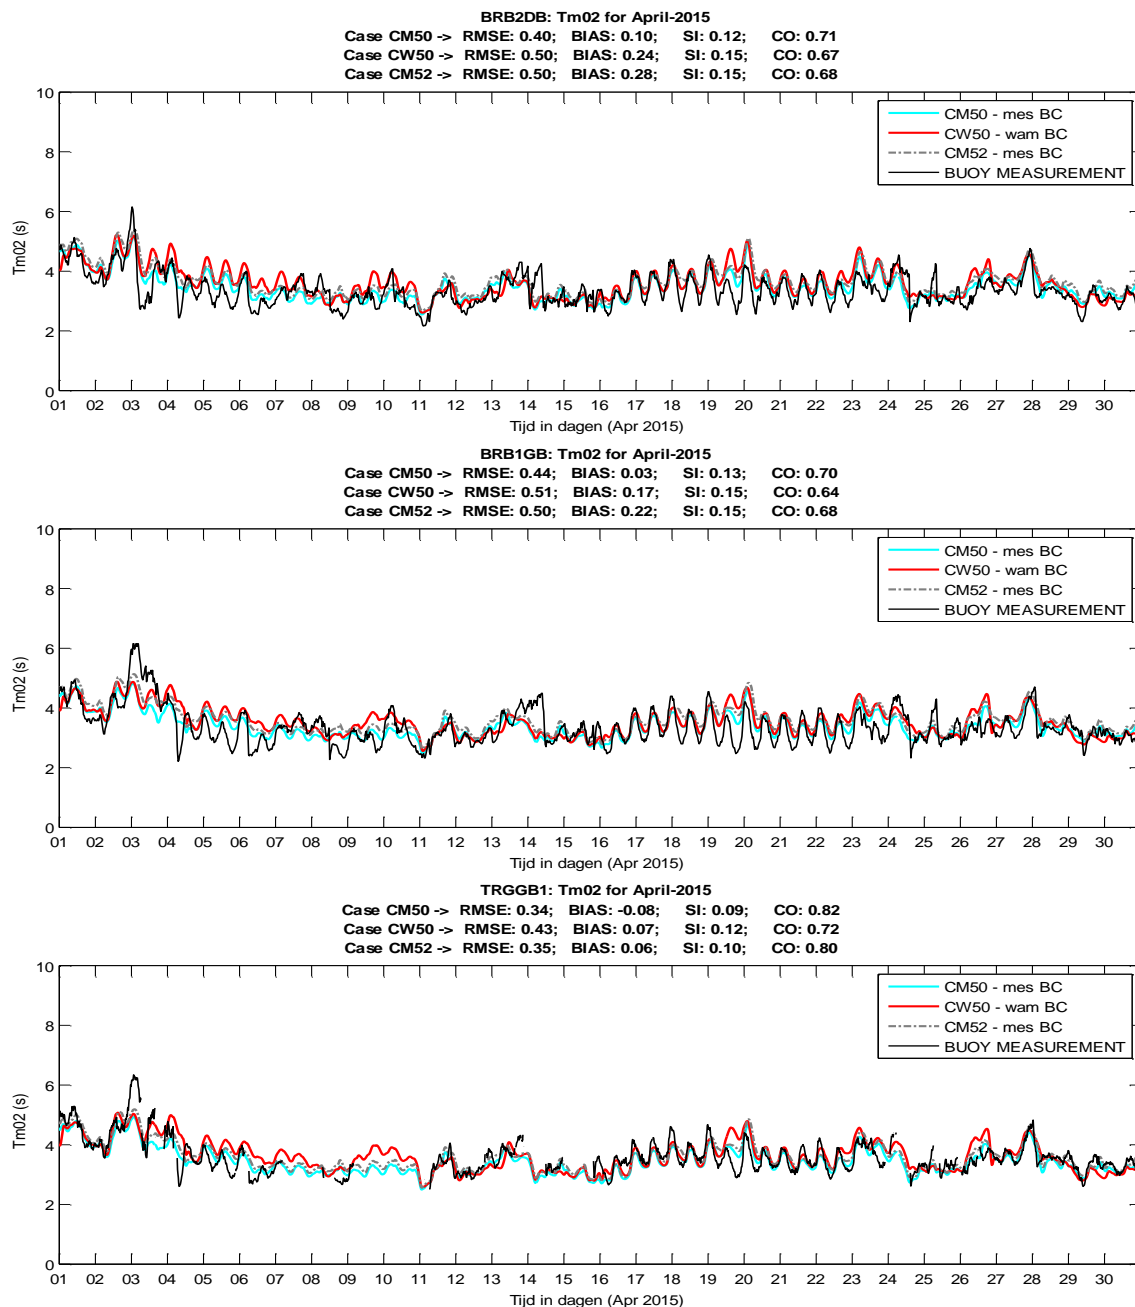 BRB2DB: Tm02 for April-2015
Case CM50 -> RMSE: 0.40; BIAS: 0.10; SI: 0.12; CO: 0.71
Case CW50 -> RMSE: 0.50; BIAS: 0.24; SI: 0.15; CO: 0.67
Case CM52 -> RMSE: 0.50; BIAS: 0.28; SI: 0.15; CO: 0.68
10
8
6
4
2
0
Tm02 (s)
CM50 - mes BC
CW50 - wam BC
CM52 - mes BC
BUOY MEASUREMENT
01 02 03 04 05 06 07 08 09 10 11 12 13 14 15 16 17 18 19 20 21 22 23 24 25 26 27 28 29 30
Tijd in dagen (Apr 2015)
BRB1GB: Tm02 for April-2015
Case CM50 -> RMSE: 0.44; BIAS: 0.03; SI: 0.13; CO: 0.70
Case CW50 -> RMSE: 0.51; BIAS: 0.17; SI: 0.15; CO: 0.64
Case CM52 -> RMSE: 0.50; BIAS: 0.22; SI: 0.15; CO: 0.68
10
8
6
4
2
0
Tm02 (s)
CM50 - mes BC
CW50 - wam BC
CM52 - mes BC
BUOY MEASUREMENT
01 02 03 04 05 06 07 08 09 10 11 12 13 14 15 16 17 18 19 20 21 22 23 24 25 26 27 28 29 30
Tijd in dagen (Apr 2015)
TRGGB1: Tm02 for April-2015
Case CM50 -> RMSE: 0.34; BIAS: -0.08; SI: 0.09; CO: 0.82
Case CW50 -> RMSE: 0.43; BIAS: 0.07; SI: 0.12; CO: 0.72
Case CM52 -> RMSE: 0.35; BIAS: 0.06; SI: 0.10; CO: 0.80
10
8
6
4
2
0
Tm02 (s)
CM50 - mes BC
CW50 - wam BC
CM52 - mes BC
BUOY MEASUREMENT
01 02 03 04 05 06 07 08 09 10 11 12 13 14 15 16 17 18 19 20 21 22 23 24 25 26 27 28 29 30
Tijd in dagen (Apr 2015)